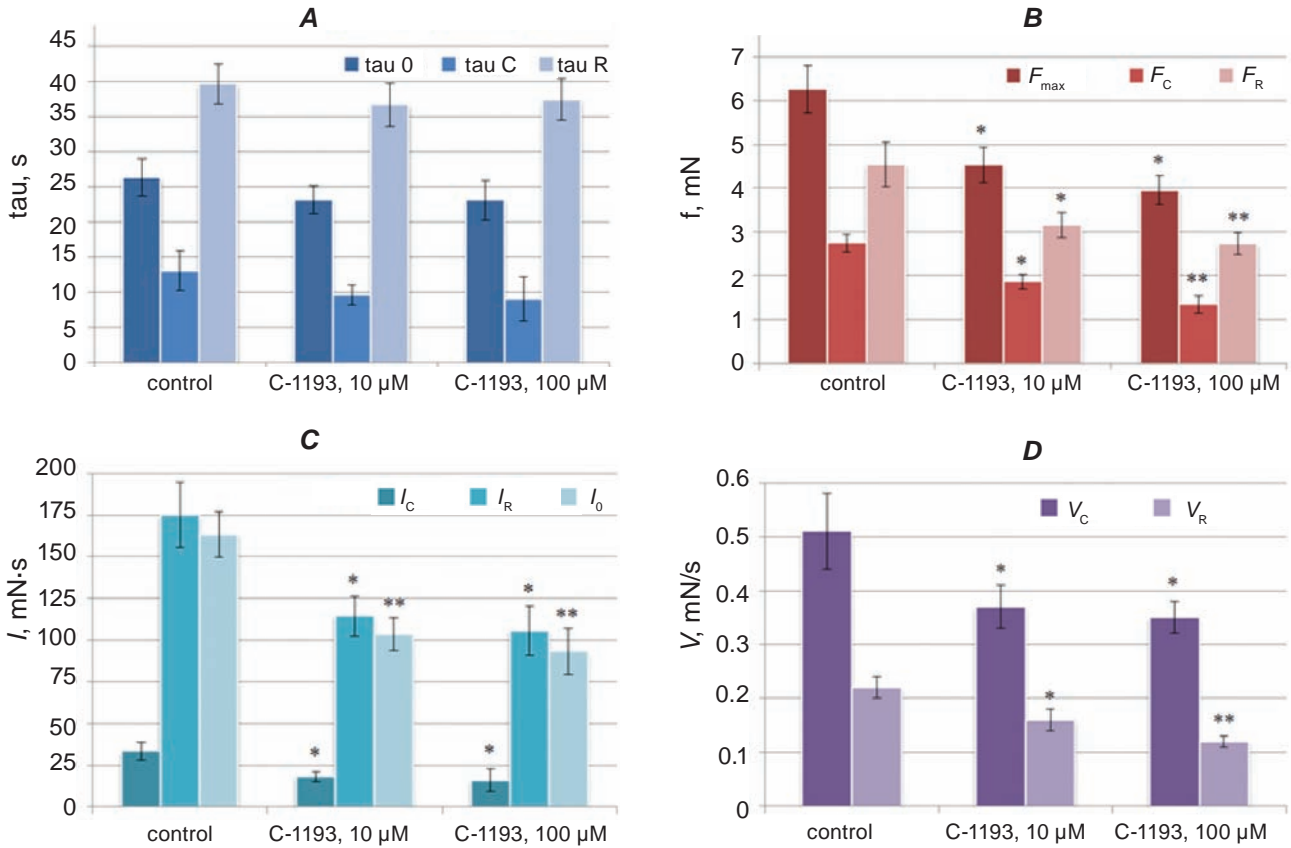 A
45
40
35
30
25
20
15
10
5
0
tau, s
tau 0 tau C tau R
control C-1193, 10 µM C-1193, 100 µM
B
7
6
5
4
3
2
1
0
f, mN
Fmax FC FR
* * * * ** **
control C-1193, 10 µM C-1193, 100 µM
C
200
175
150
125
100
75
50
25
0
I, mN·s
IC IR I0
* * ** * * **
control C-1193, 10 µM C-1193, 100 µM
D
0.6
0.5
0.4
0.3
0.2
0.1
0
V, mN/s
VC VR
* * * **
control C-1193, 10 µM C-1193, 100 µM